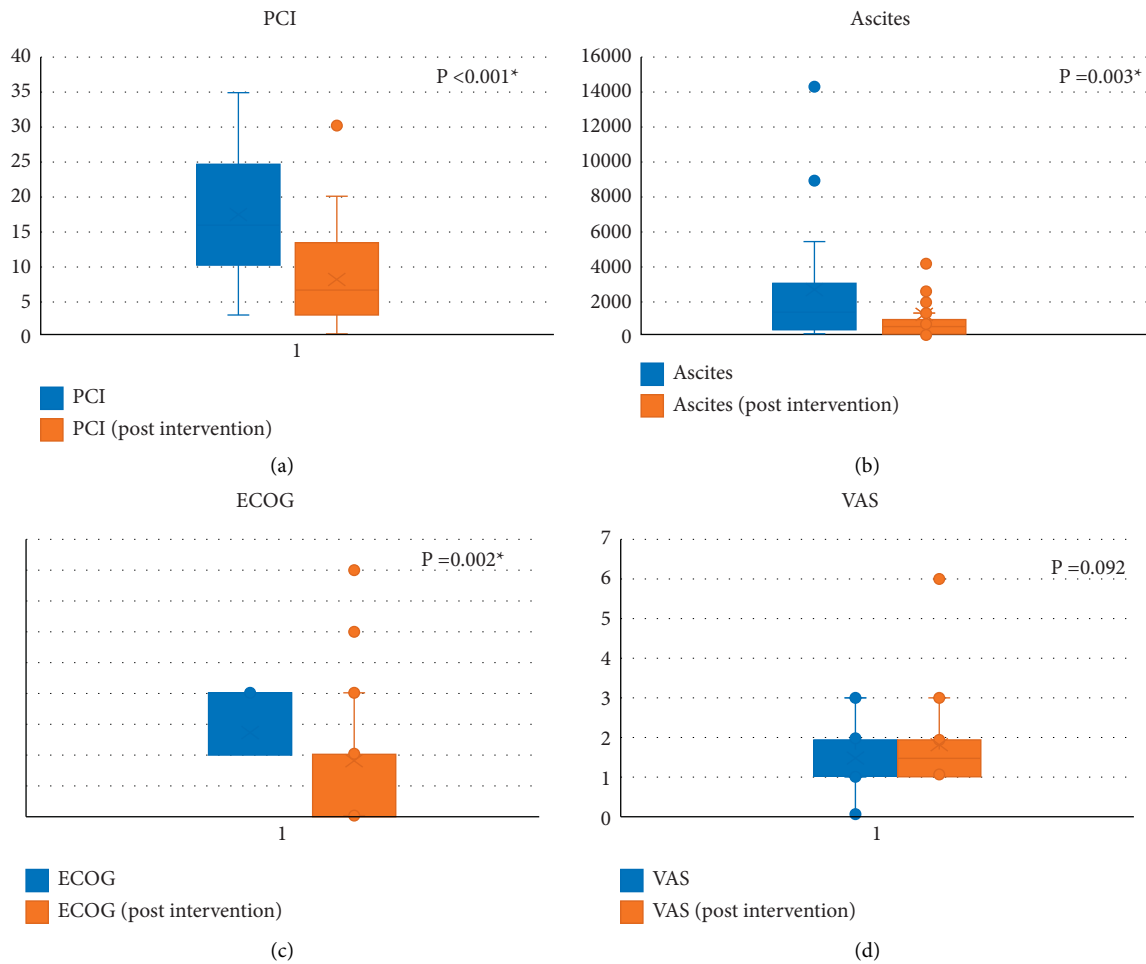 PCI
40
35
30
25
20
15
10
5
0
P <0.001*
1
PCI
PCI (post intervention)
(a)
Ascites
16000
14000
12000
10000
8000
6000
4000
2000
0
P =0.003*
Ascites
Ascites (post intervention)
(b)
ECOG
P =0.002*
1
ECOG
ECOG (post intervention)
(c)
VAS
7
6
5
4
3
2
1
0
P =0.092
1
VAS
VAS (post intervention)
(d)